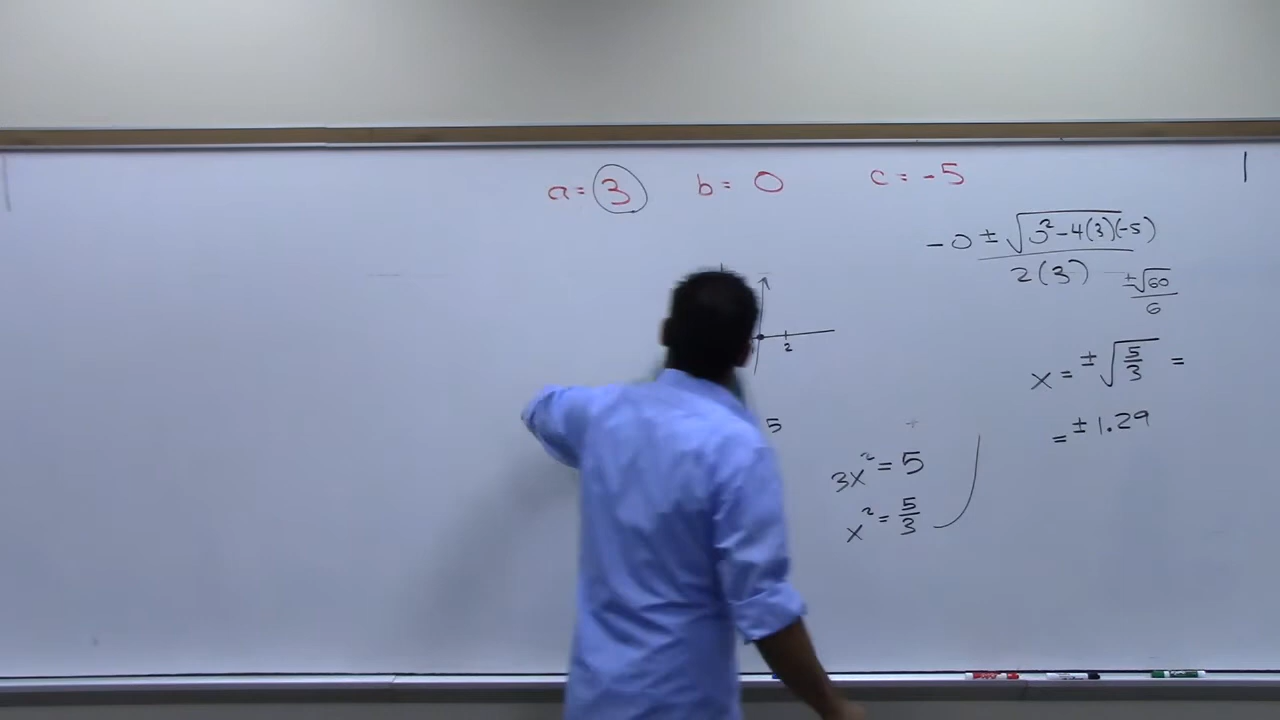 a = 3 b = 0 c = -5
-0 ± √0² - 4(3)(-5)
2(3)
±√60
6
2
x = ± √5/3 =
= ± 1.29
5
3x² = 5
x² = 5/3